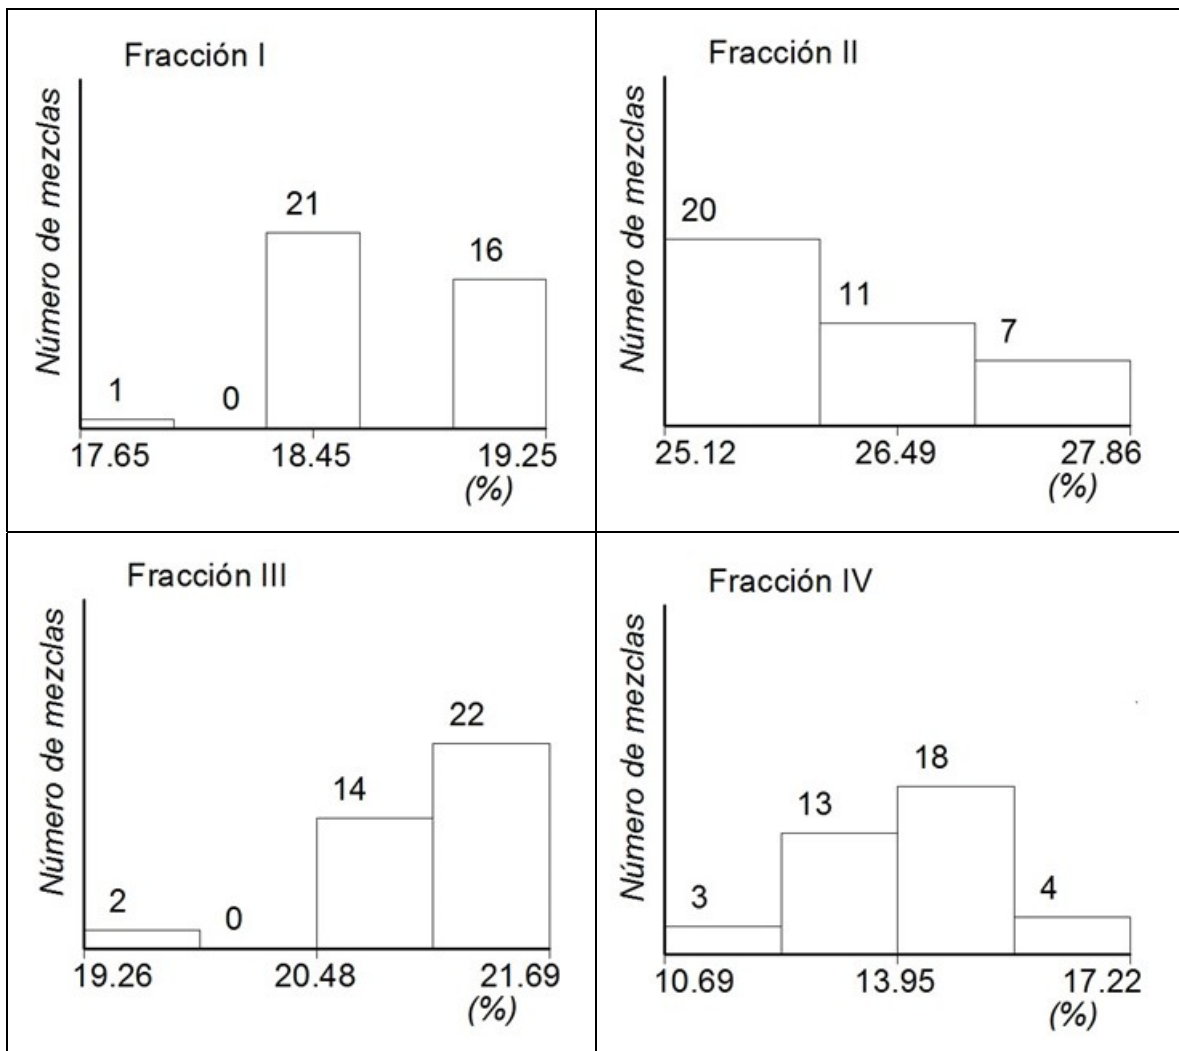 Fracción I
Número de mezclas
1
0
21
16
17.65 18.45 19.25
(%)
Fracción II
Número de mezclas
20
11
7
25.12 26.49 27.86
(%)
Fracción III
Número de mezclas
2
0
14
22
19.26 20.48 21.69
(%)
Fracción IV
Número de mezclas
3
13
18
4
10.69 13.95 17.22
(%)